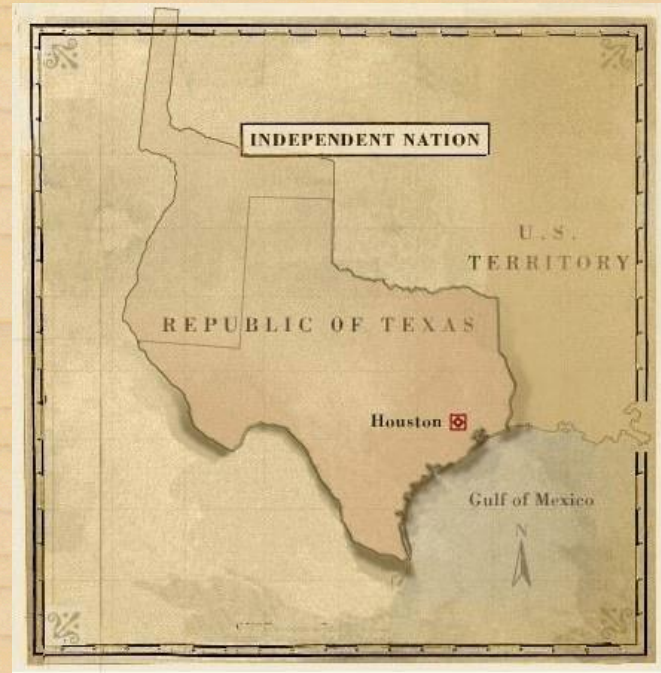 INDEPENDENT NATION
U.S.
TERRITORY
REPUBLIC OF TEXAS
Houston
Gulf of Mexico
N